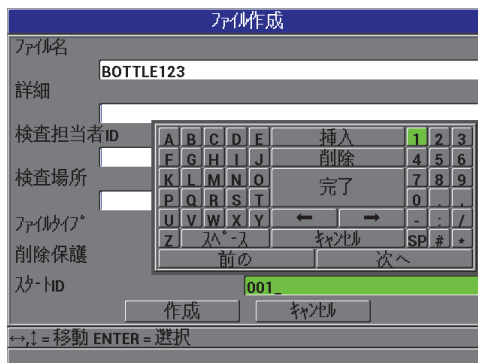 ファイル作成
ファイル名
BOTTLE123
詳細
検査担当者ID
検査場所
ファイルタイプ
削除保護
スタートID
001_
A B C D E 挿入 1 2 3
F G H I J 削除 4 5 6
K L M N O 完了 7 8 9
P Q R S T 0 . ,
U V W X Y ← → - : /
Z スペース キャンセル SP # *
前の 次へ
作成 キャンセル
↔,↕ = 移動 ENTER = 選択